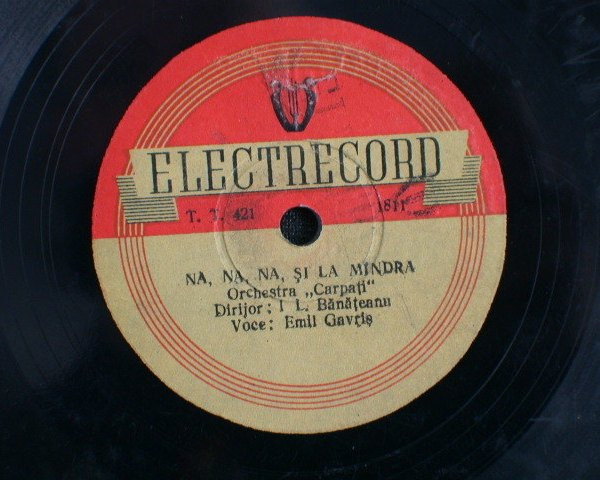 ELECTRECORD
T. T. 421 1811
NA, NA, NA, ŞI LA MÎNDRA
Orchestra „Carpaţi“
Dirijor: I L. Bănăţeanu
Voce: Emil Gavriş